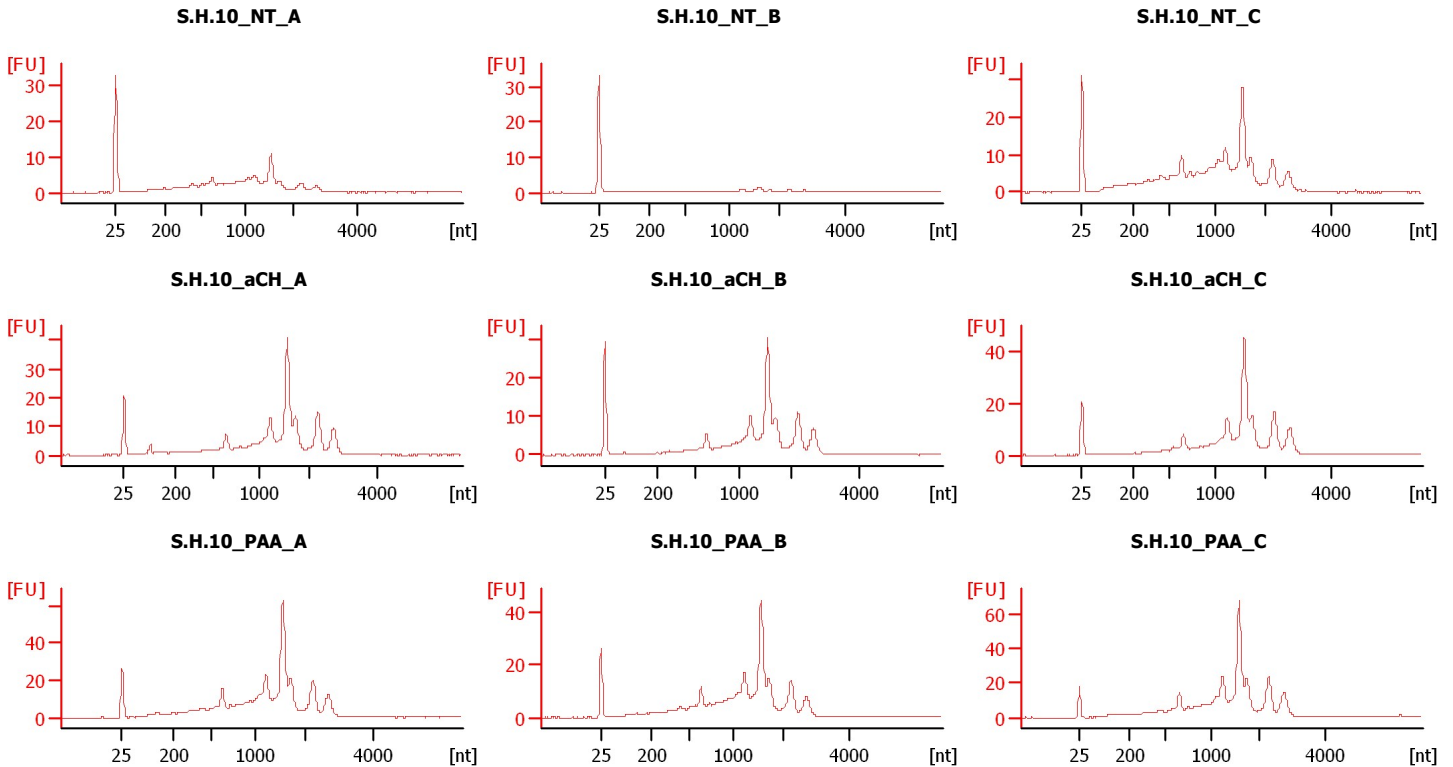 S.H.10_NT_A
[FU]
30
20
10
0
25 200 1000 4000 [nt]
S.H.10_NT_B
[FU]
30
20
10
0
25 200 1000 4000 [nt]
S.H.10_NT_C
[FU]
20
10
0
25 200 1000 4000 [nt]
S.H.10_aCH_A
[FU]
30
20
10
0
25 200 1000 4000 [nt]
S.H.10_aCH_B
[FU]
20
10
0
25 200 1000 4000 [nt]
S.H.10_aCH_C
[FU]
40
20
0
25 200 1000 4000 [nt]
S.H.10_PAA_A
[FU]
40
20
0
25 200 1000 4000 [nt]
S.H.10_PAA_B
[FU]
40
20
0
25 200 1000 4000 [nt]
S.H.10_PAA_C
[FU]
60
40
20
0
25 200 1000 4000 [nt]